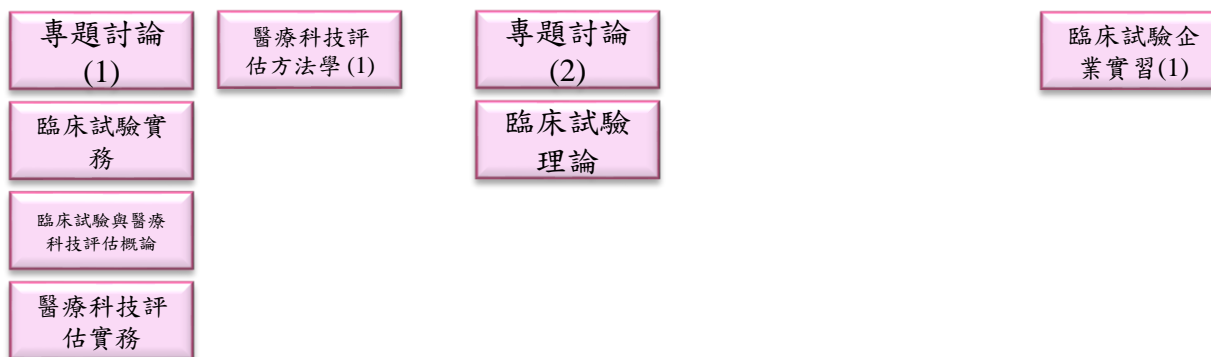 專題討論
(1)
醫療科技評
估方法學 (1)
專題討論
(2)
臨床試驗企
業實習(1)
臨床試驗實
務
臨床試驗
理論
臨床試驗與醫療
科技評估概論
醫療科技評
估實務